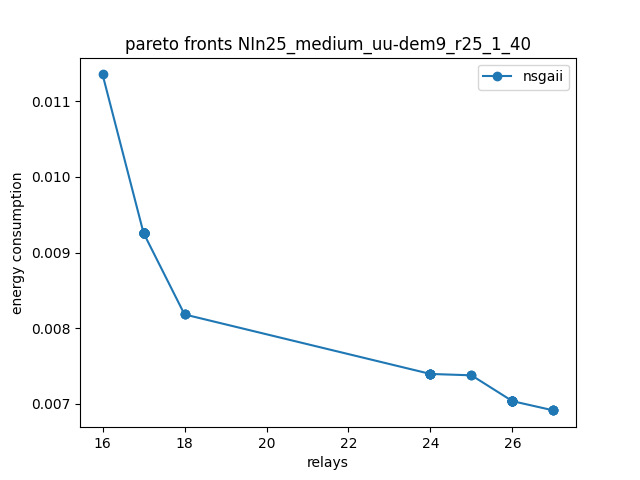 pareto fronts NIn25_medium_uu-dem9_r25_1_40
nsgaii
0.011
0.010
0.009
0.008
0.007
energy consumption
16
18
20
22
24
26
relays